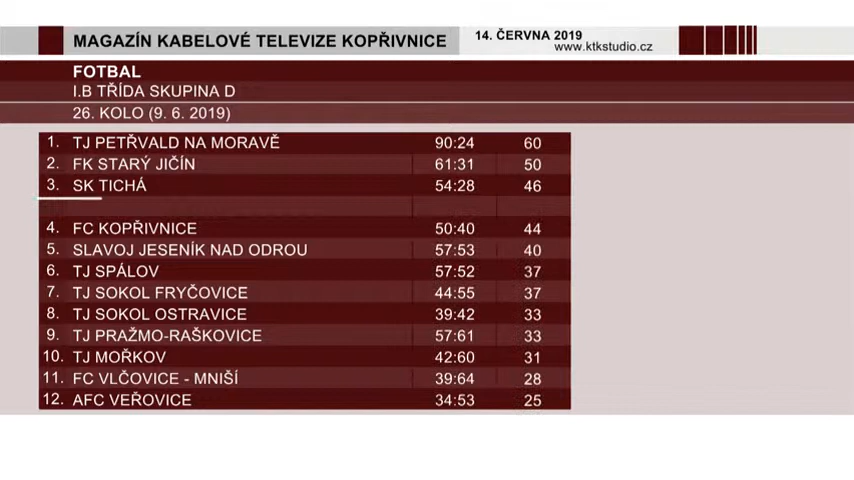 MAGAZÍN KABELOVÉ TELEVIZE KOPŘIVNICE
14. ČERVNA 2019
www.ktkstudio.cz
FOTBAL
I.B TŘÍDA SKUPINA D
26. KOLO (9. 6. 2019)
1. TJ PETŘVALD NA MORAVĚ 90:24 60
2. FK STARÝ JIČÍN 61:31 50
3. SK TICHÁ 54:28 46
4. FC KOPŘIVNICE 50:40 44
5. SLAVOJ JESENÍK NAD ODROU 57:53 40
6. TJ SPÁLOV 57:52 37
7. TJ SOKOL FRYČOVICE 44:55 37
8. TJ SOKOL OSTRAVICE 39:42 33
9. TJ PRAŽMO-RAŠKOVICE 57:61 33
10. TJ MOŘKOV 42:60 31
11. FC VLČOVICE - MNIŠÍ 39:64 28
12. AFC VEŘOVICE 34:53 25